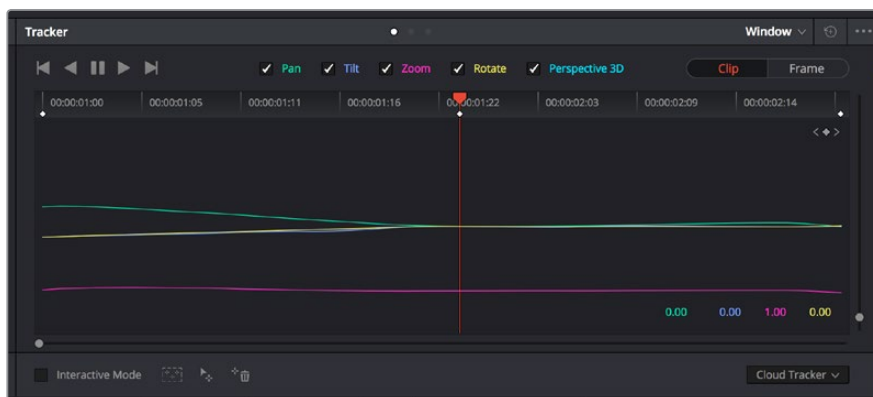 Tracker
Window
Pan Tilt Zoom Rotate Perspective 3D Clip Frame
00:00:01:00 00:00:01:05 00:00:01:11 00:00:01:16 00:00:01:22 00:00:02:03 00:00:02:09 00:00:02:14
0.00 0.00 1.00 0.00
Interactive Mode Cloud Tracker